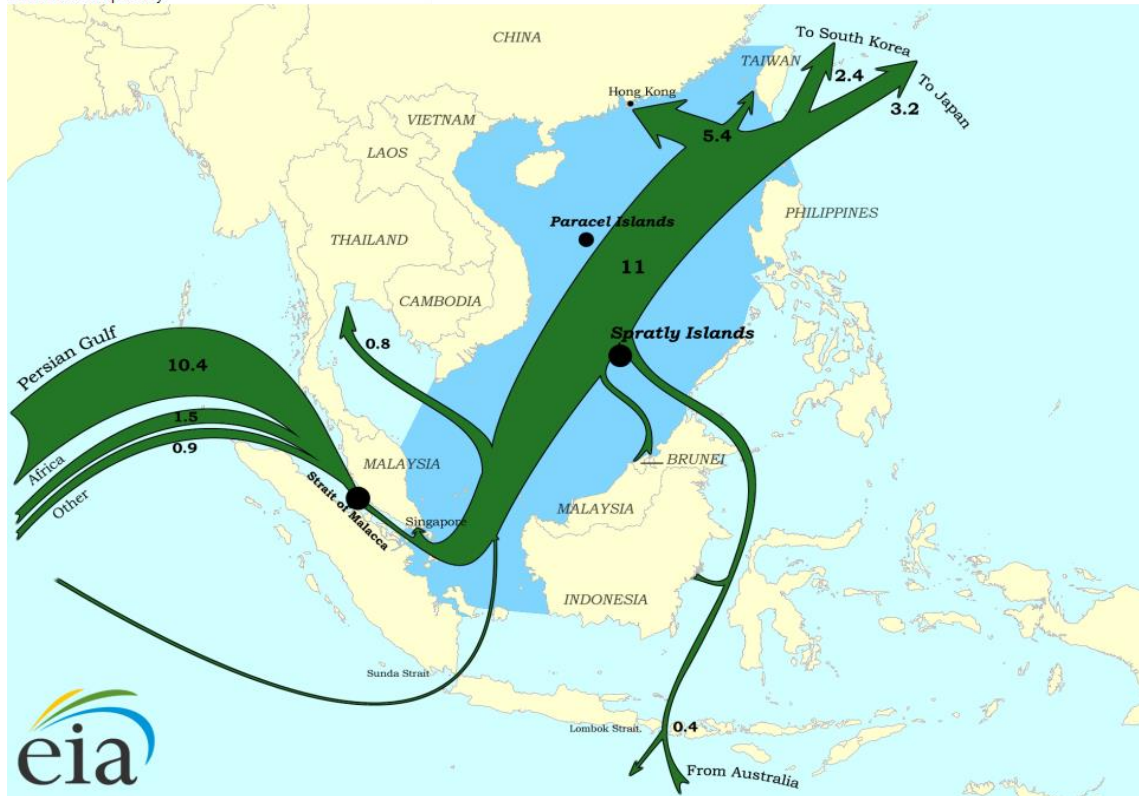 CHINA
To South Korea
TAIWAN
2.4
Hong Kong
To Japan
3.2
VIETNAM
5.4
LAOS
Paracel Islands
PHILIPPINES
THAILAND
11
CAMBODIA
Spratly Islands
Persian Gulf
0.8
10.4
1.5
Africa
0.9
MALAYSIA
BRUNEI
Other
Strait of Malacca
Singapore
MALAYSIA
INDONESIA
Sunda Strait
eia
Lombok Strait.
0.4
From Australia